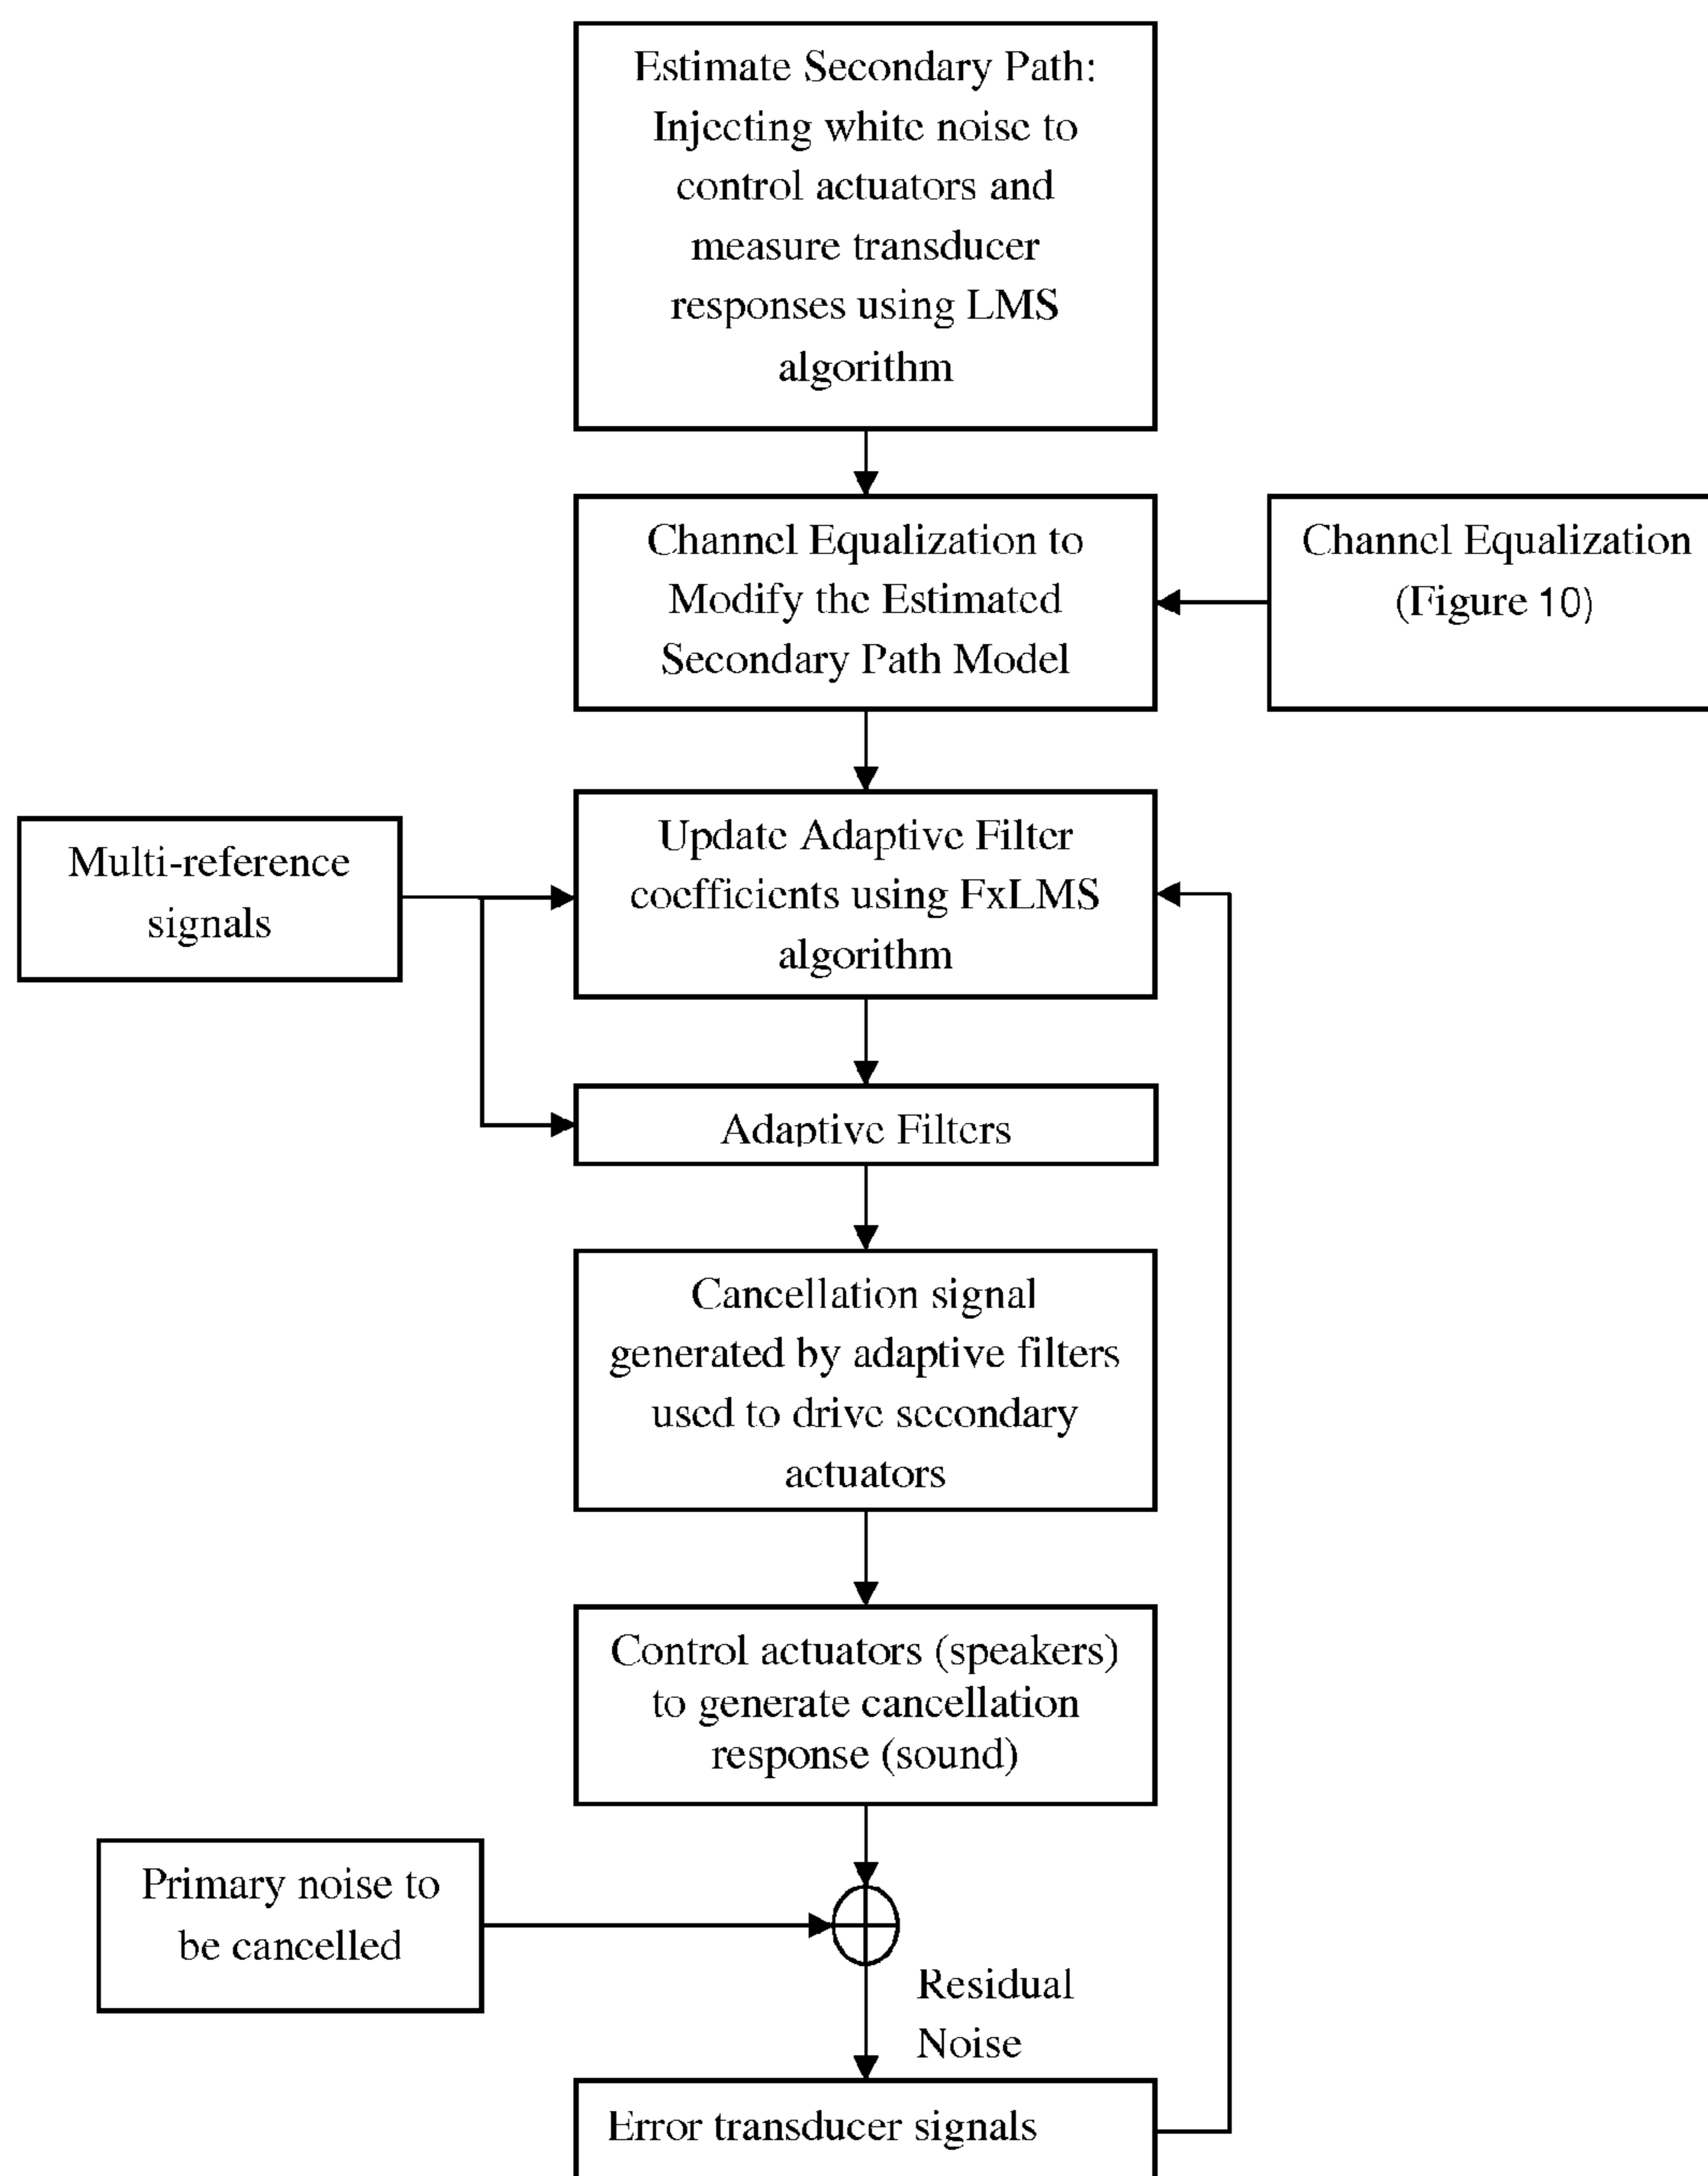 Estimate Secondary Path:
Injecting white noise to
control actuators and
measure transducer
responses using LMS
algorithm
Channel Equalization to
Modify the Estimated
Secondary Path Model
Channel Equalization
(Figure 10)
Multi-reference
signals
Update Adaptive Filter
coefficients using FxLMS
algorithm
Adaptive Filters
Cancellation signal
generated by adaptive filters
used to drive secondary
actuators
Control actuators (speakers)
to generate cancellation
response (sound)
Primary noise to
be cancelled
Residual
Noise
Error transducer signals